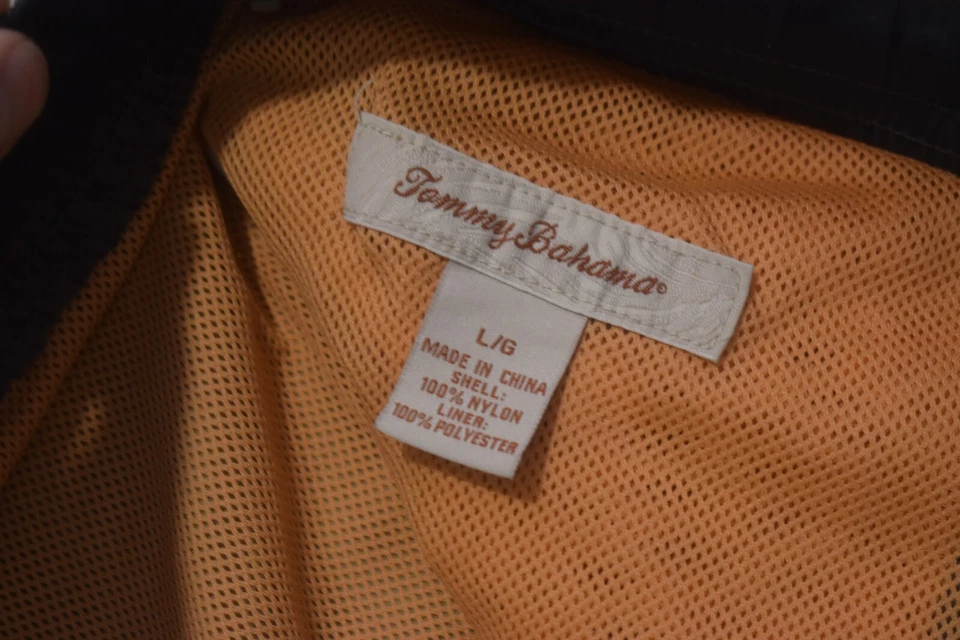 Tommy Bahama®
L/G
MADE IN CHINA
SHELL:
100% NYLON
LINER:
100% POLYESTER